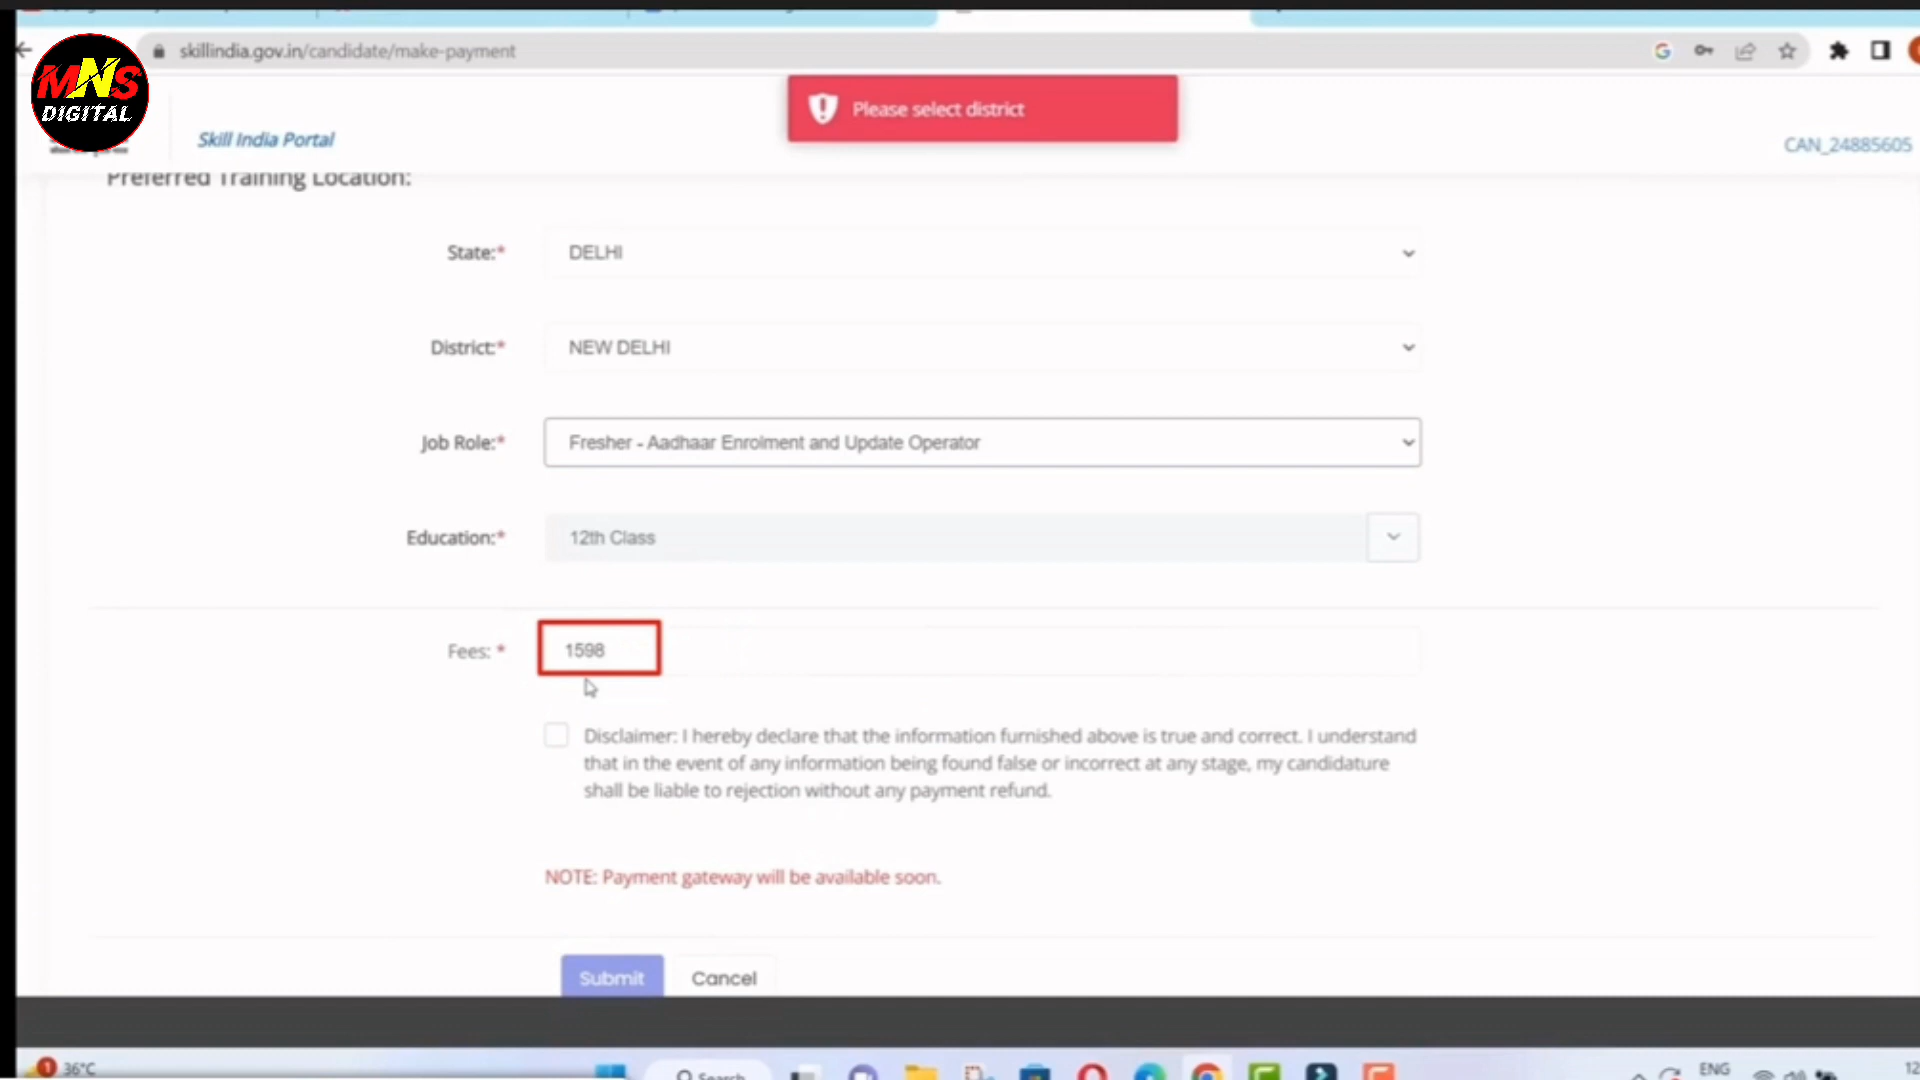 skillindia.gov.in/candidate/make-payment
MNS
DIGITAL
Please select district
Skill India Portal
CAN_24885605
Preferred Training Location:
State:* DELHI
District:* NEW DELHI
Job Role:* Fresher - Aadhaar Enrolment and Update Operator
Education:* 12th Class
Fees: * 1598
Disclaimer: I hereby declare that the information furnished above is true and correct. I understand
that in the event of any information being found false or incorrect at any stage, my candidature
shall be liable to rejection without any payment refund.
NOTE: Payment gateway will be available soon.
Submit Cancel
1 36°C Search ENG